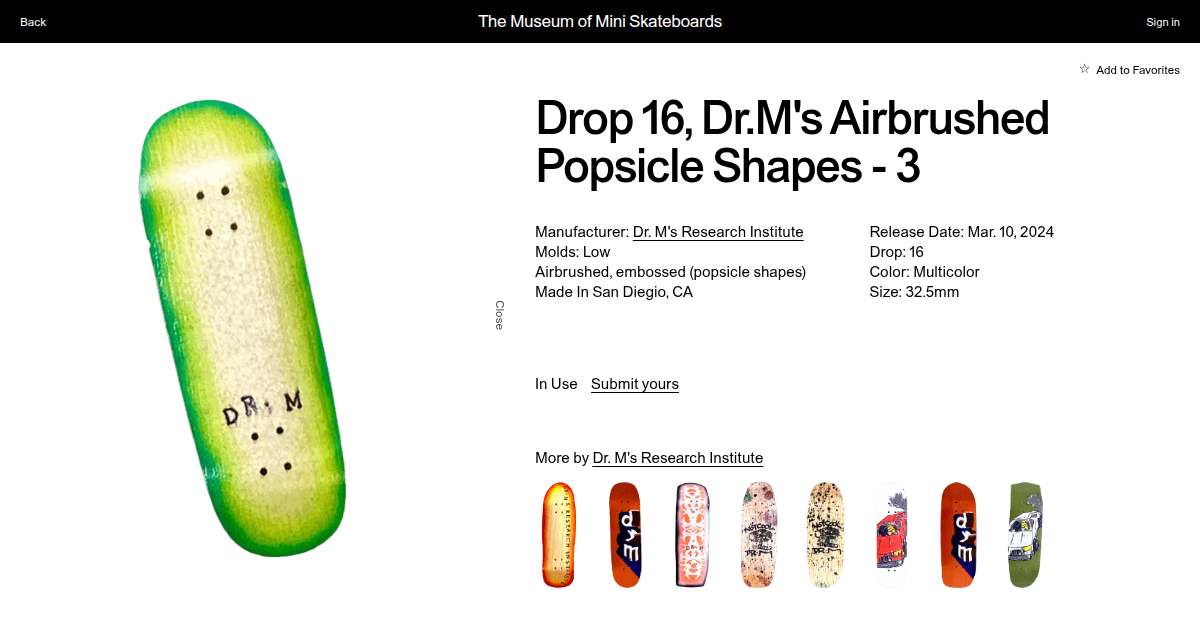 Back
The Museum of Mini Skateboards
Sign in
☆ Add to Favorites
Drop 16, Dr.M's Airbrushed
Popsicle Shapes - 3
Manufacturer: Dr. M's Research Institute
Molds: Low
Airbrushed, embossed (popsicle shapes)
Made In San Diegio, CA
Release Date: Mar. 10, 2024
Drop: 16
Color: Multicolor
Size: 32.5mm
DR. M
Close
In Use Submit yours
More by Dr. M's Research Institute